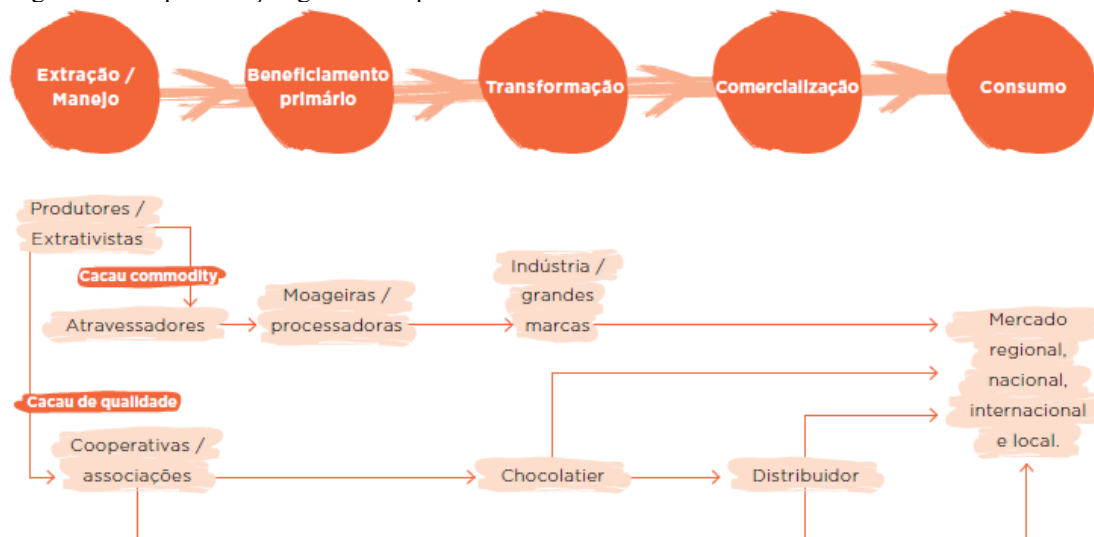 Extração /
Manejo
Beneficiamento
primário
Transformação
Comercialização
Consumo
Produtores /
Extrativistas
Cacau commodity
Atravessadores
Moageiras /
processadoras
Indústria /
grandes
marcas
Mercado
regional,
nacional,
internacional
e local.
Cacau de qualidade
Cooperativas /
associações
Chocolatier
Distribuidor